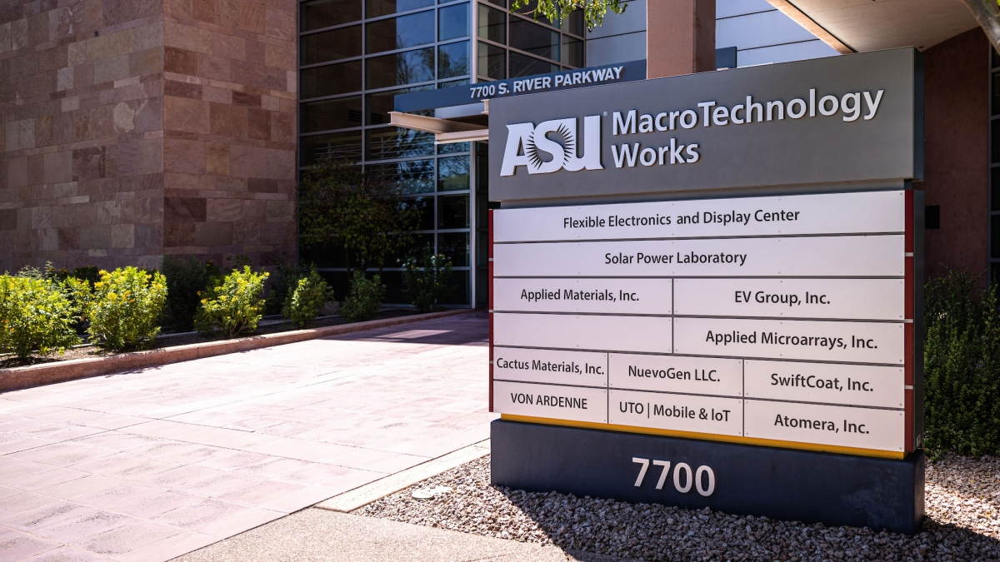 7700 S. RIVER PARKWAY
ASU® MacroTechnology
Works
Flexible Electronics and Display Center
Solar Power Laboratory
Applied Materials, Inc.
EV Group, Inc.
Applied Microarrays, Inc.
Cactus Materials, Inc.
NuevoGen LLC.
SwiftCoat, Inc.
VON ARDENNE
UTO | Mobile & IoT
Atomera, Inc.
7700